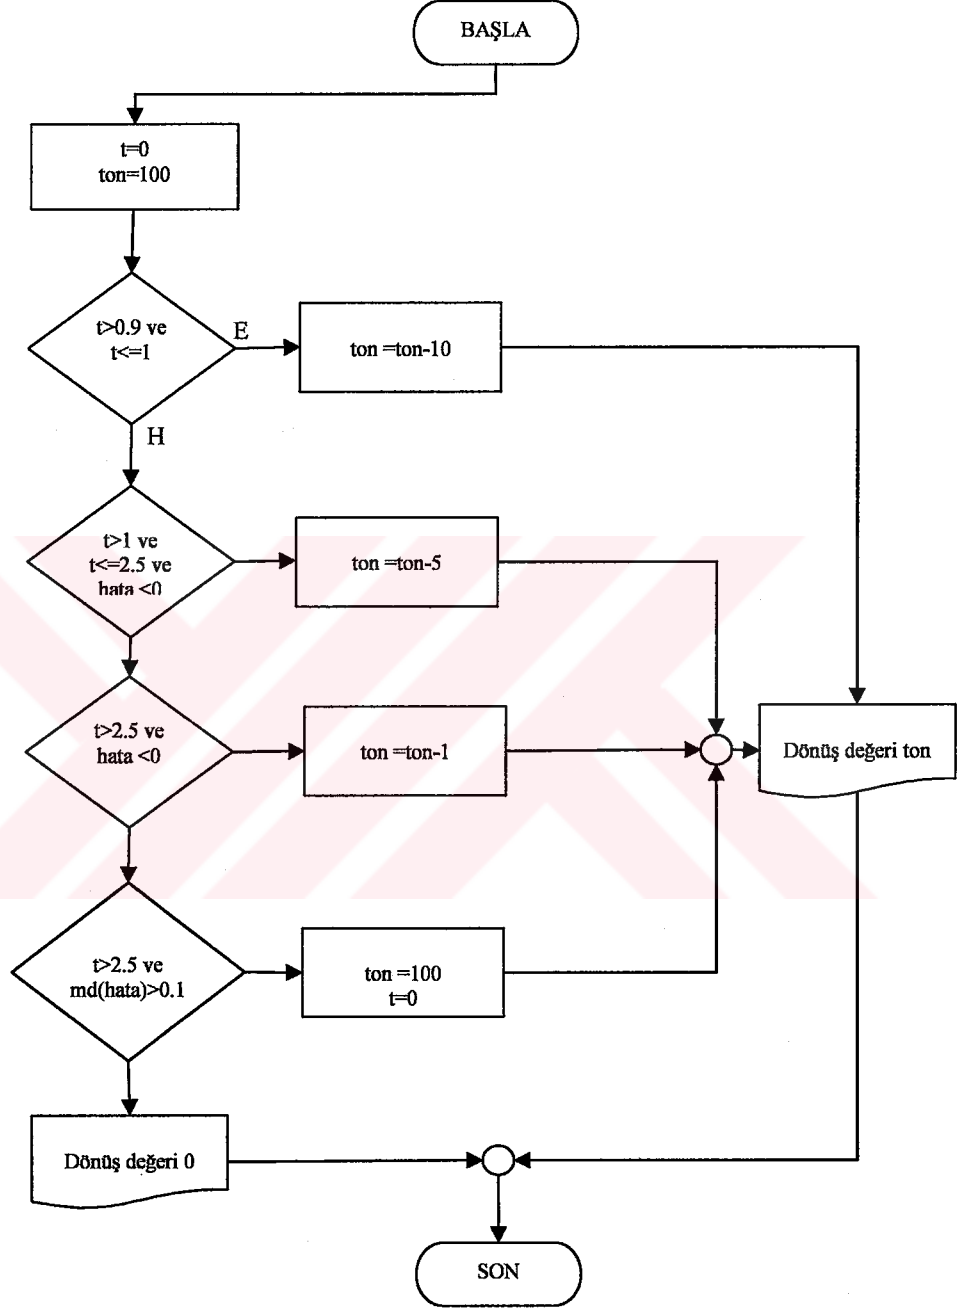 BAŞLA
t=0
ton=100
t>0.9 ve
t<=1
E
ton =ton-10
H
t>1 ve
t<=2.5 ve
hata <0
ton =ton-5
t>2.5 ve
hata <0
ton =ton-1
Dönüş değeri ton
t>2.5 ve
md(hata)>0.1
ton =100
t=0
Dönüş değeri 0
SON